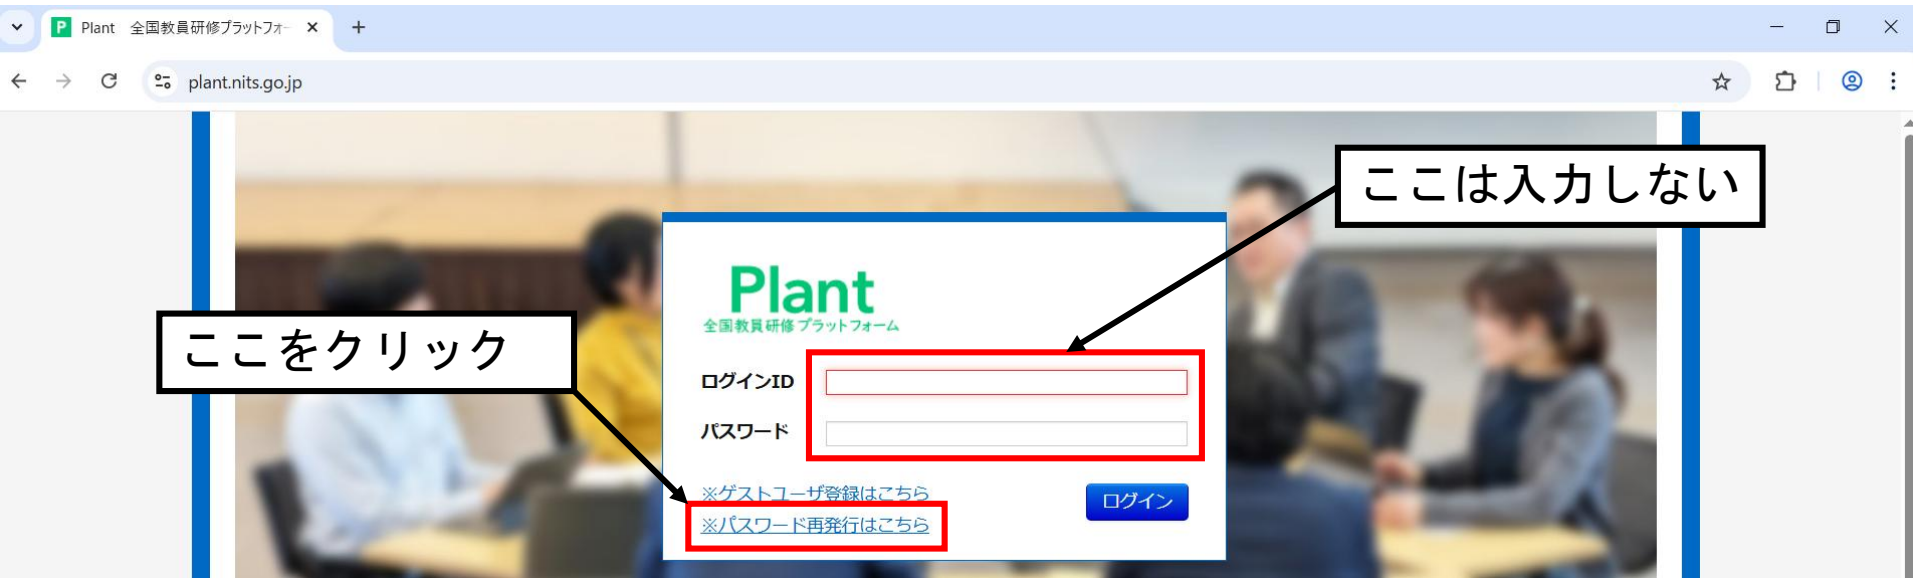 Plant 全国教員研修プラットフォー
plant.nits.go.jp
ここは入力しない
Plant
全国教員研修プラットフォーム
ここをクリック
ログインID
パスワード
※ゲストユーザ登録はこちら
ログイン
※パスワード再発行はこちら